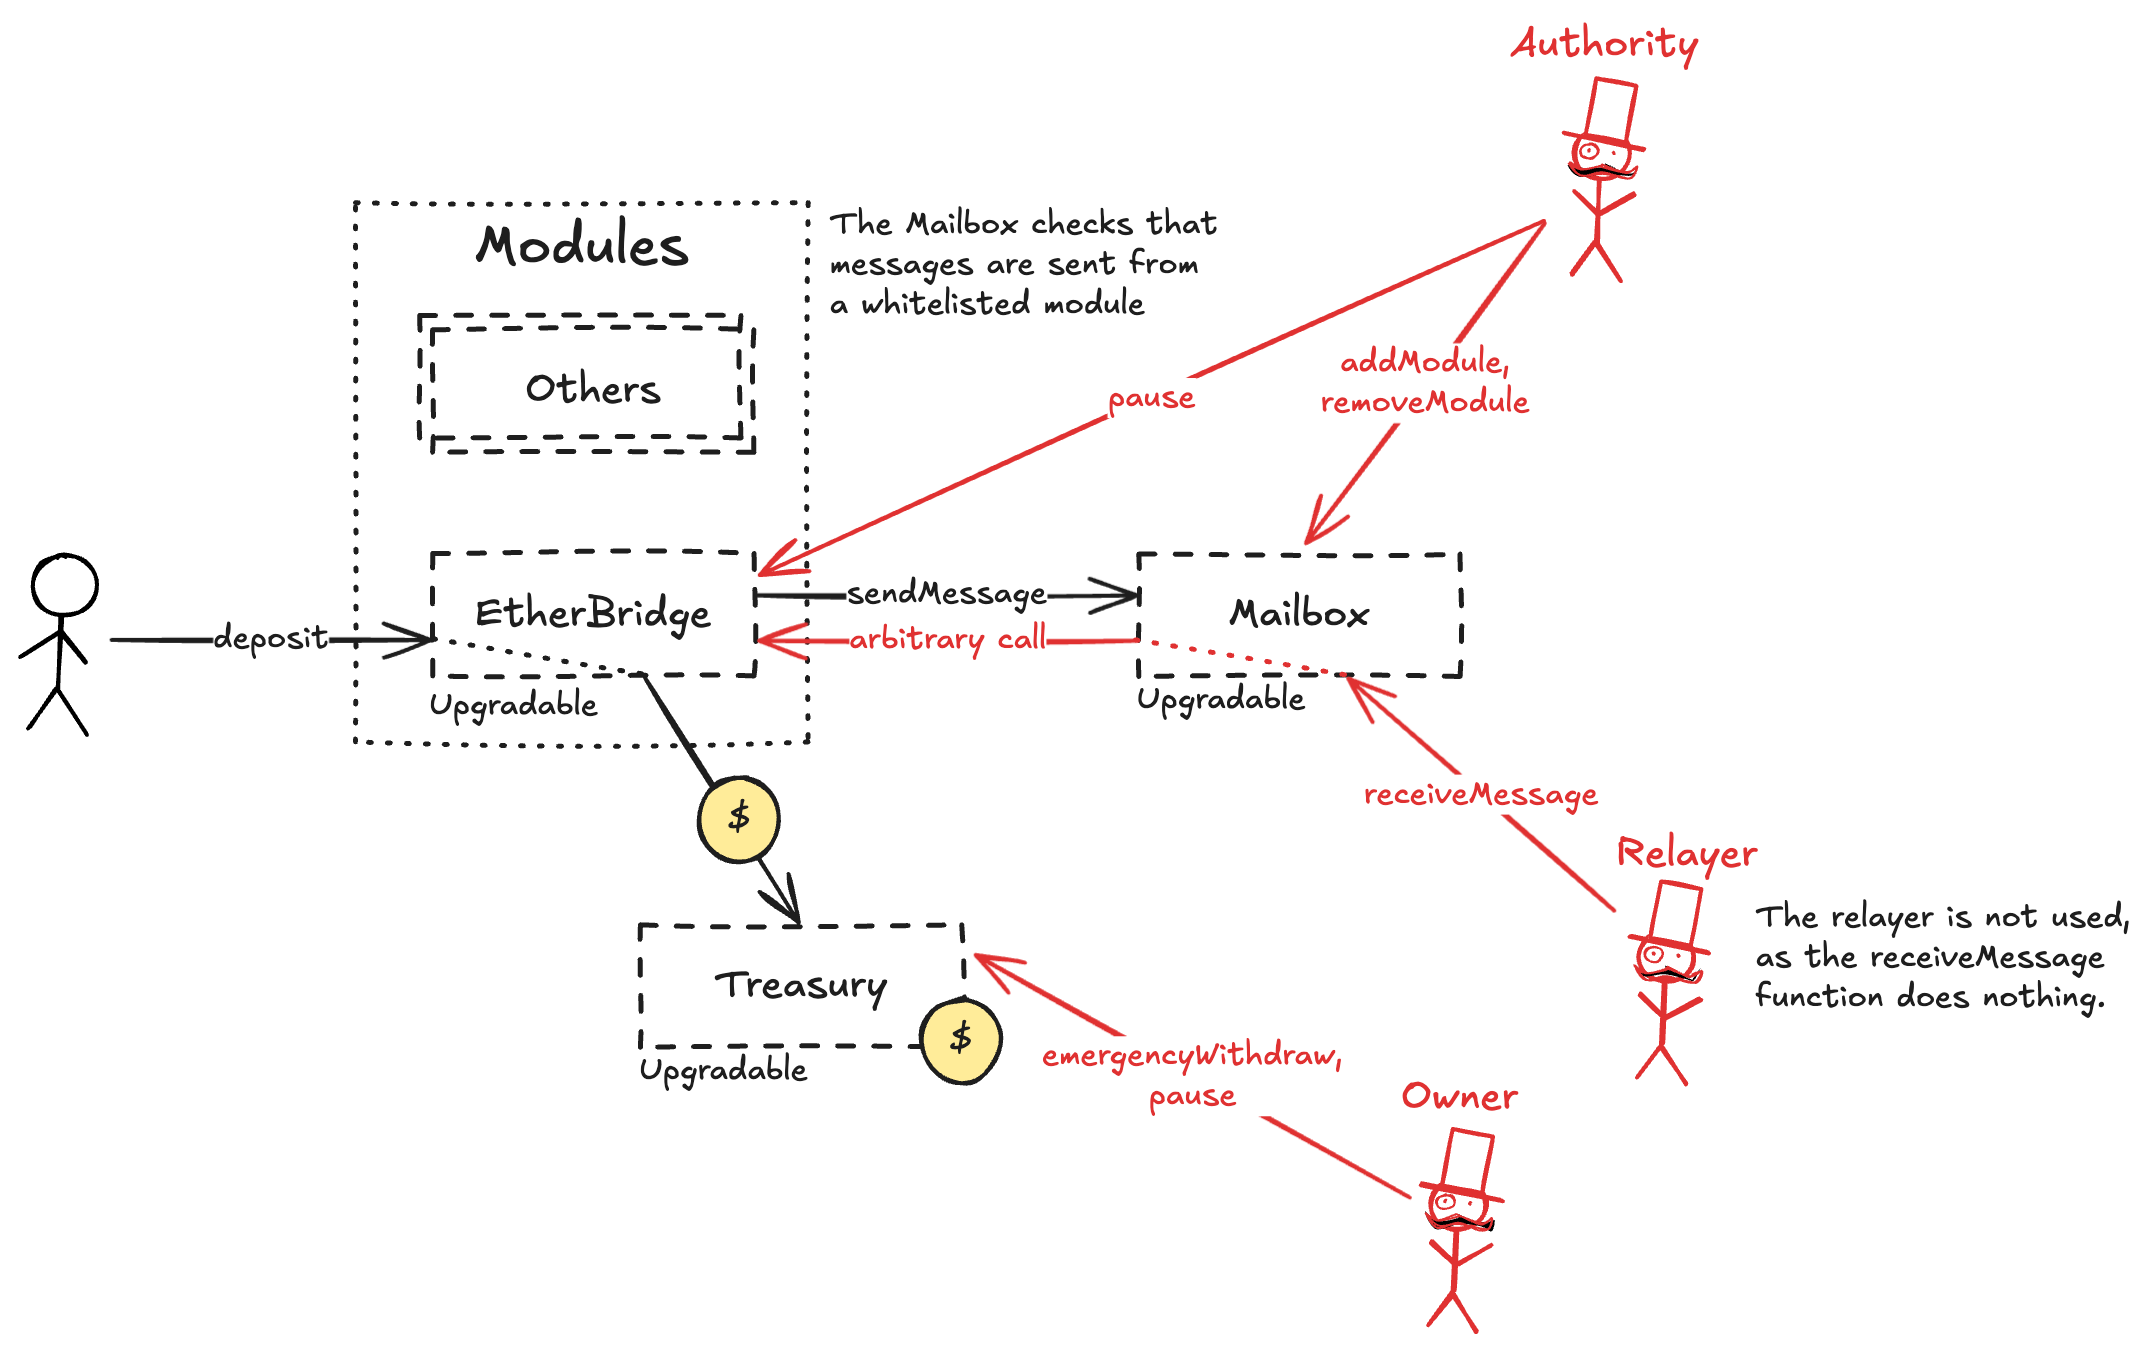 Authority
Modules
The Mailbox checks that
messages are sent from
a whitelisted module
Others
addModule,
removeModule
pause
EtherBridge
sendMessage
Mailbox
deposit
arbitrary call
Upgradable
Upgradable
$
receiveMessage
Relayer
The relayer is not used,
as the receiveMessage
function does nothing.
Treasury
$
Upgradable
emergencyWithdraw,
pause
Owner